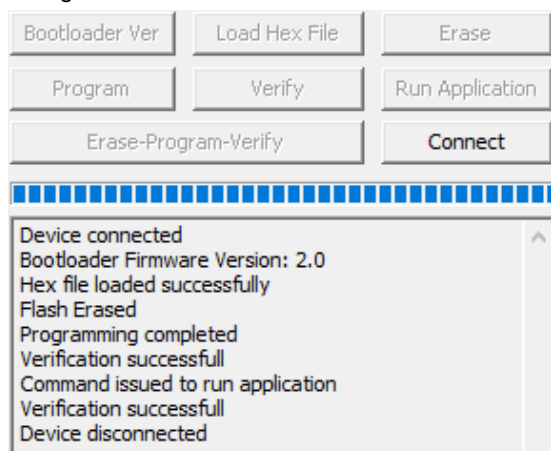 Bootloader Ver Load Hex File Erase
Program Verify Run Application
Erase-Program-Verify Connect
Device connected
Bootloader Firmware Version: 2.0
Hex file loaded successfully
Flash Erased
Programming completed
Verification successfull
Command issued to run application
Verification successfull
Device disconnected